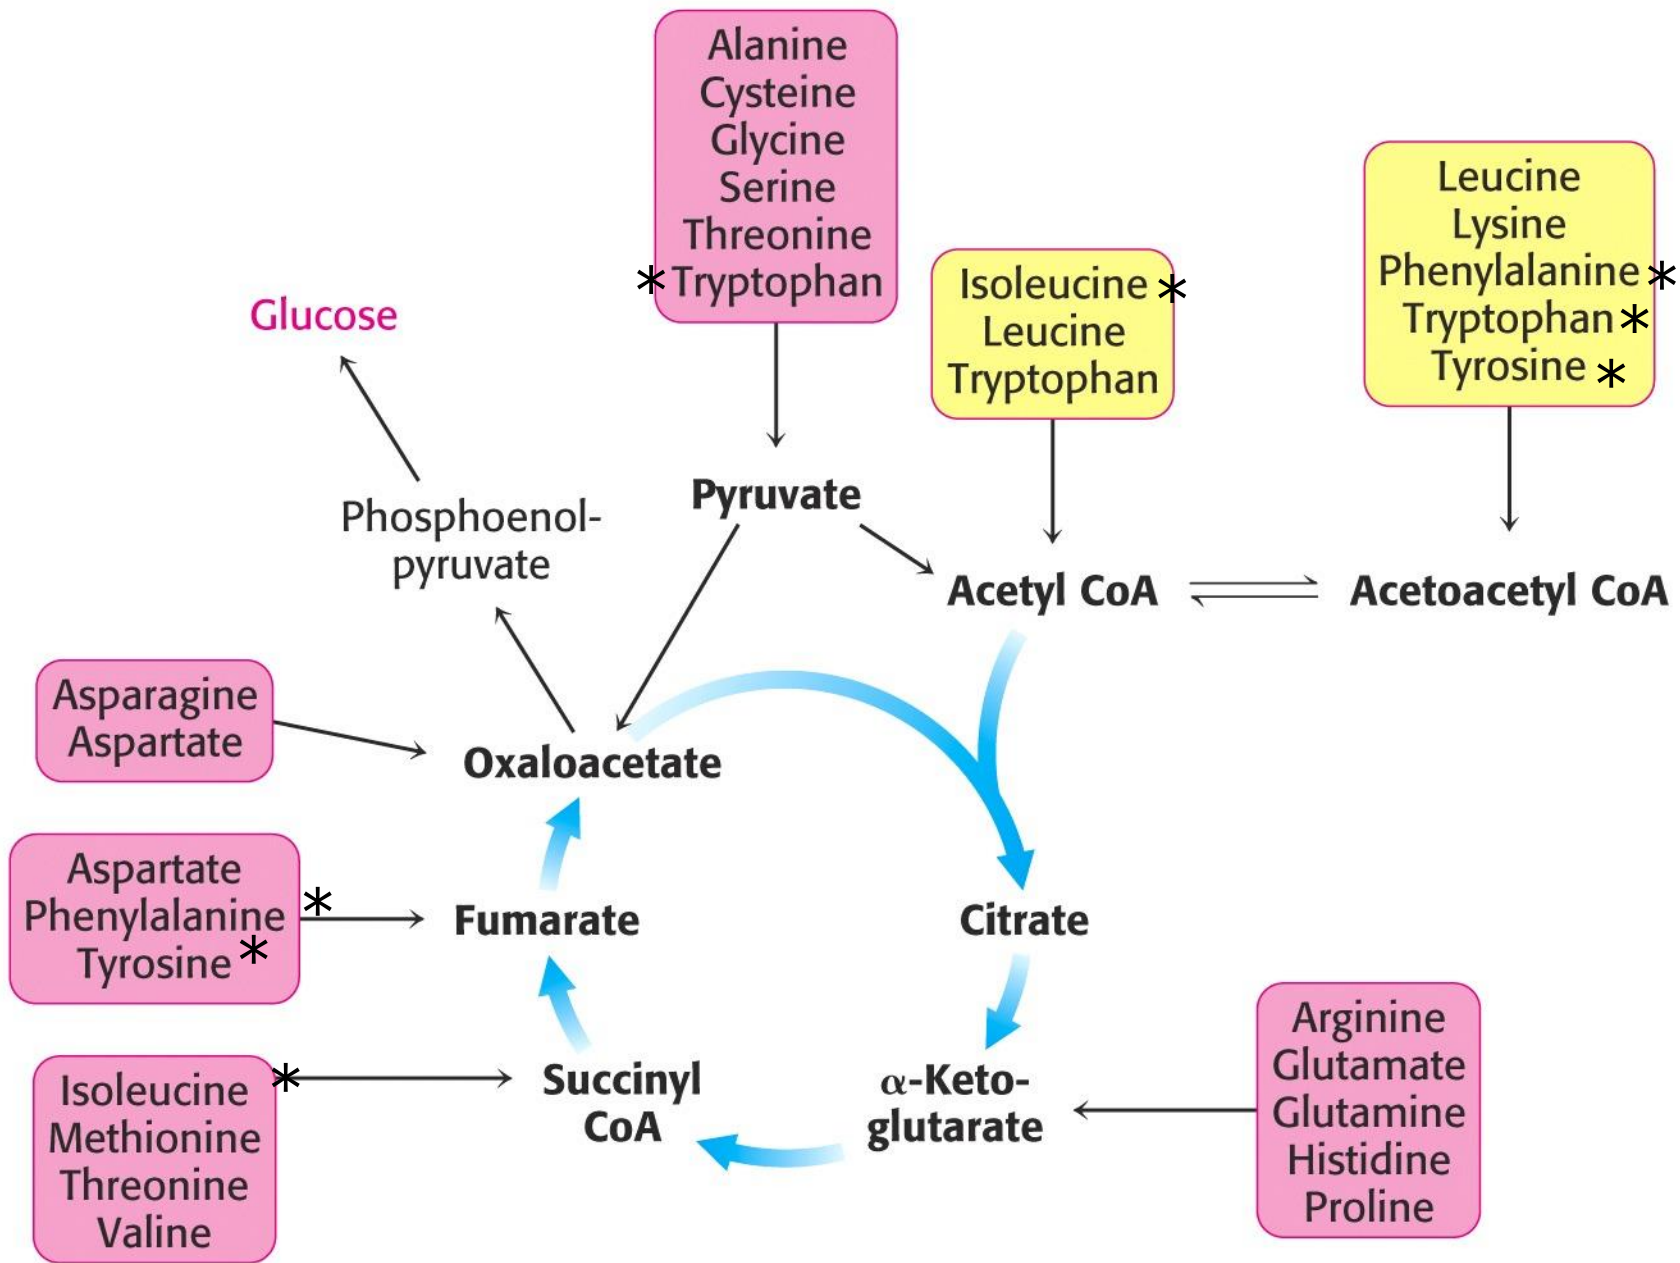 Alanine
Cysteine
Glycine
Serine
Threonine
* Tryptophan
Isoleucine *
Leucine
Tryptophan
Leucine
Lysine
Phenylalanine *
Tryptophan *
Tyrosine *
Glucose
Phosphoenol-
pyruvate
Pyruvate
Acetyl CoA
Acetoacetyl CoA
Asparagine
Aspartate
Oxaloacetate
Aspartate
Phenylalanine *
Tyrosine *
Fumarate
Citrate
Isoleucine *
Methionine
Threonine
Valine
Succinyl
CoA
α-Keto-
glutarate
Arginine
Glutamate
Glutamine
Histidine
Proline